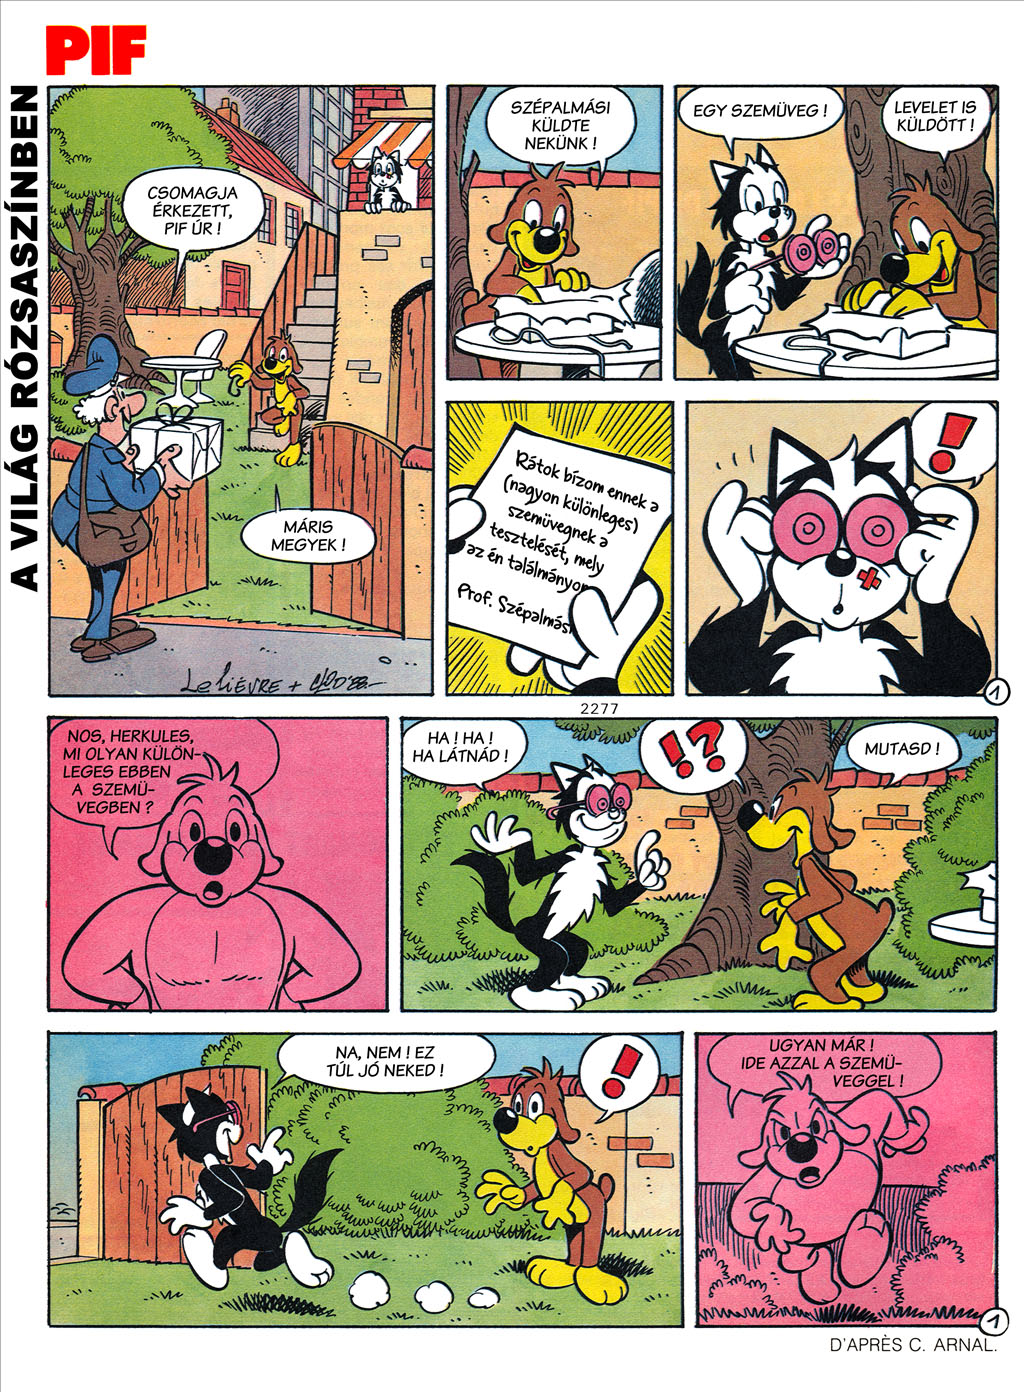 PIF
A VILÁG RÓZSASZÍNBEN
CSOMAGJA
ÉRKEZETT,
PIF ÚR !
MÁRIS
MEGYEK !
SZÉPALMÁSI
KÜLDTE
NEKÜNK !
EGY SZEMÜVEG !
LEVELET IS
KÜLDÖTT !
Rátok bízom ennek a
(nagyon különleges)
szemüvegnek a
tesztelését, mely
az én találmányom
Prof. Szépalmási
!
1
2277
NOS, HERKULES,
MI OLYAN KÜLÖN-
LEGES EBBEN
A SZEMÜ-
VEGBEN ?
HA ! HA !
HA LÁTNÁD !
!?
MUTASD !
NA, NEM ! EZ
TÚL JÓ NEKED !
!
UGYAN MÁR !
IDE AZZAL A SZEMÜ-
VEGGEL !
1
D'APRÈS C. ARNAL.